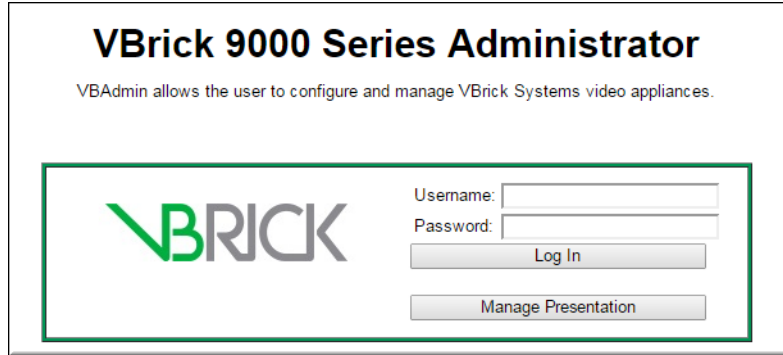 VBrick 9000 Series Administrator
VBAdmin allows the user to configure and manage VBrick Systems video appliances.
VBRICK
Username:
Password:
Log In
Manage Presentation